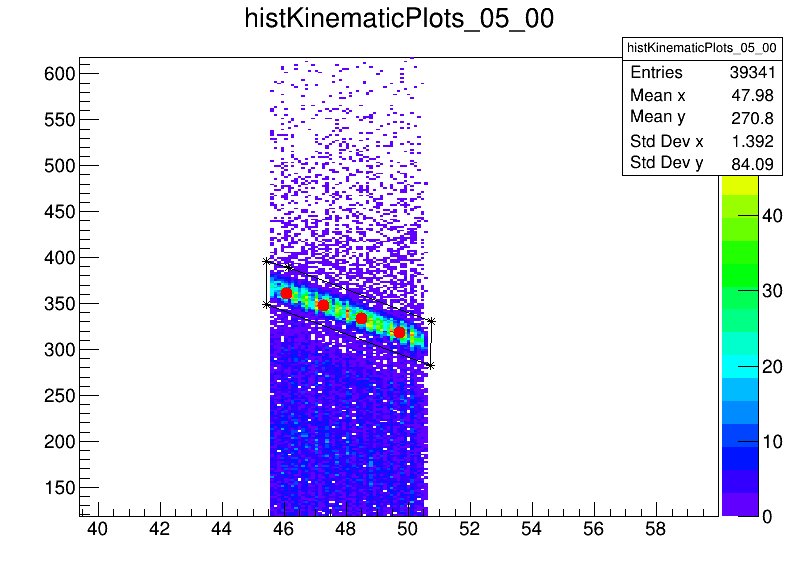 histKinematicPlots_05_00
histKinematicPlots_05_00
Entries 39341
Mean x 47.98
Mean y 270.8
Std Dev x 1.392
Std Dev y 84.09
600
550
500
450
400
350
300
250
200
150
40 42 44 46 48 50 52 54 56 58
40
30
20
10
0